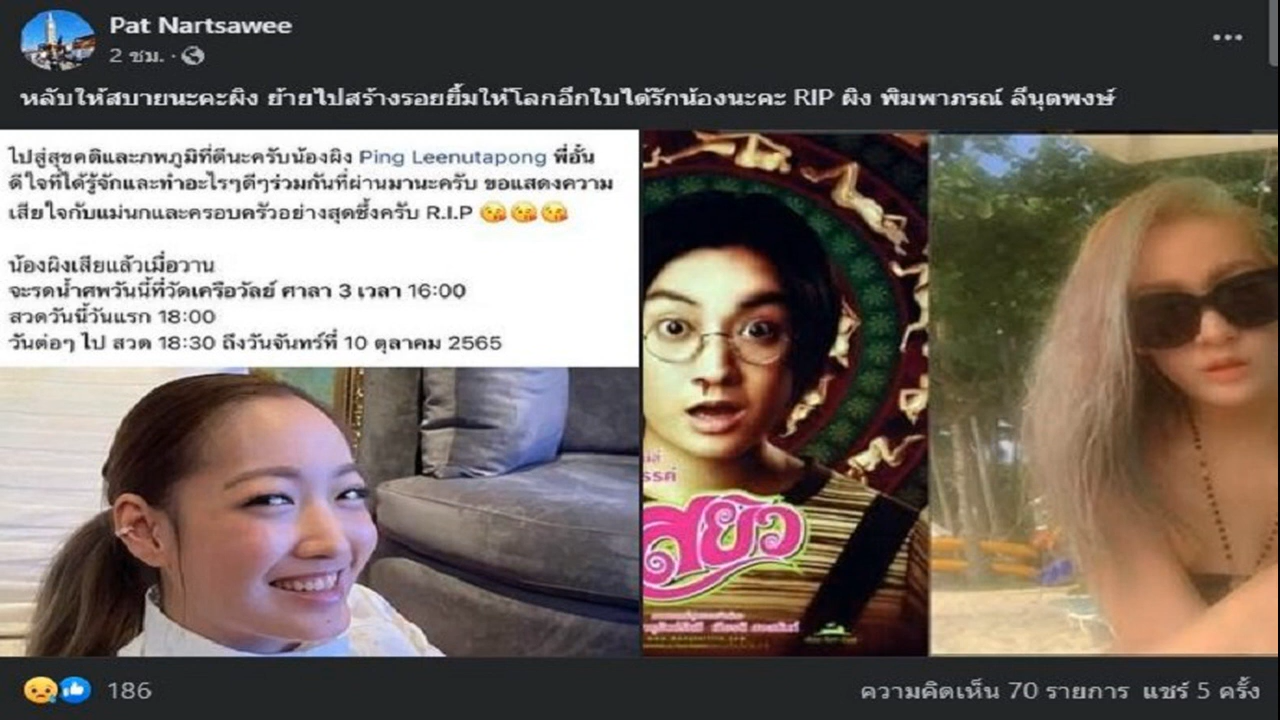 Pat Nartsawee
2 ชม. ·
หลับให้สบายนะคะผิง ย้ายไปสร้างรอยยิ้มให้โลกอีกใบได้รักน้องนะคะ RIP ผิง พิมพาภรณ์ ลีนุตพงษ์
ไปสู่สุขคติและภพภูมิที่ดีนะครับน้องผิง Ping Leenutapong พี่อั๋น
ดีใจที่ได้รู้จักและทำอะไรๆดีๆร่วมกันที่ผ่านมานะครับ ขอแสดงความ
เสียใจกับแม่นกและครอบครัวอย่างสุดซึ้งครับ R.I.P 😘😘😘
น้องผิงเสียแล้วเมื่อวาน
จะรดน้ำศพวันนี้ที่วัดเครือวัลย์ ศาลา 3 เวลา 16:00
สวดวันนี้วันแรก 18:00
วันต่อๆ ไป สวด 18:30 ถึงวันจันทร์ที่ 10 ตุลาคม 2565
สยิว
186
ความคิดเห็น 70 รายการ แชร์ 5 ครั้ง